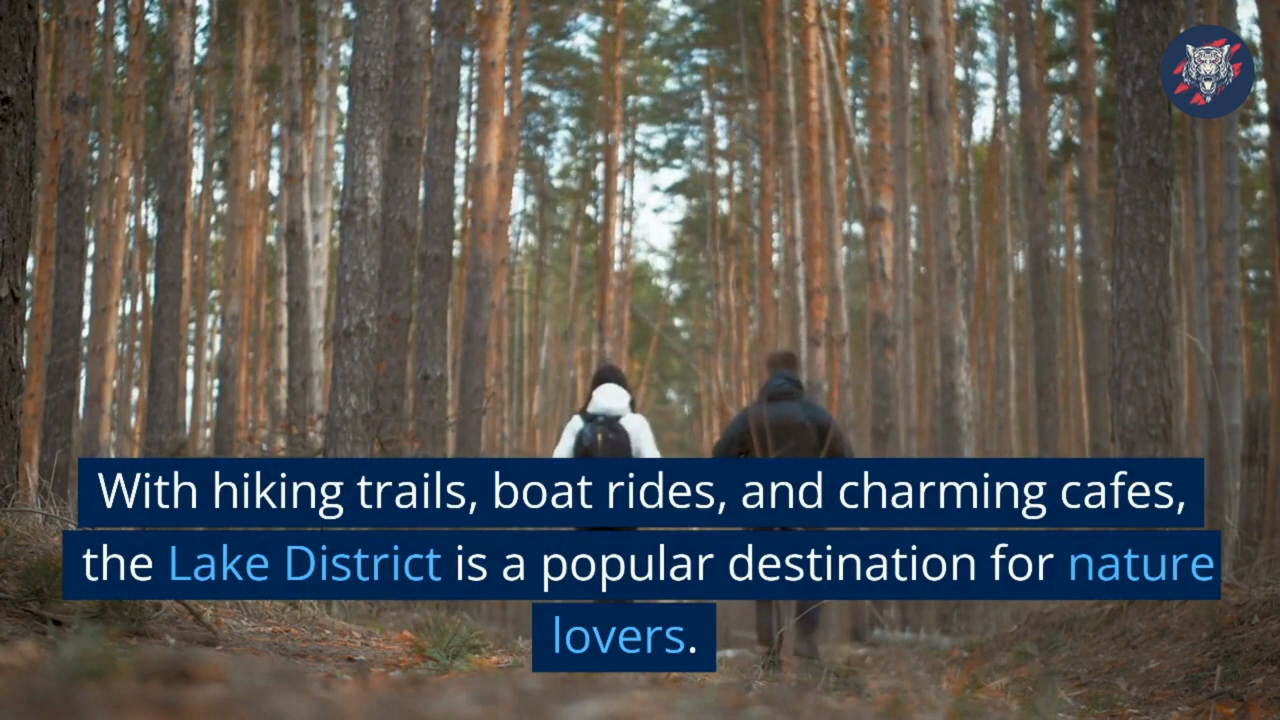 With hiking trails, boat rides, and charming cafes,
the Lake District is a popular destination for nature
lovers.